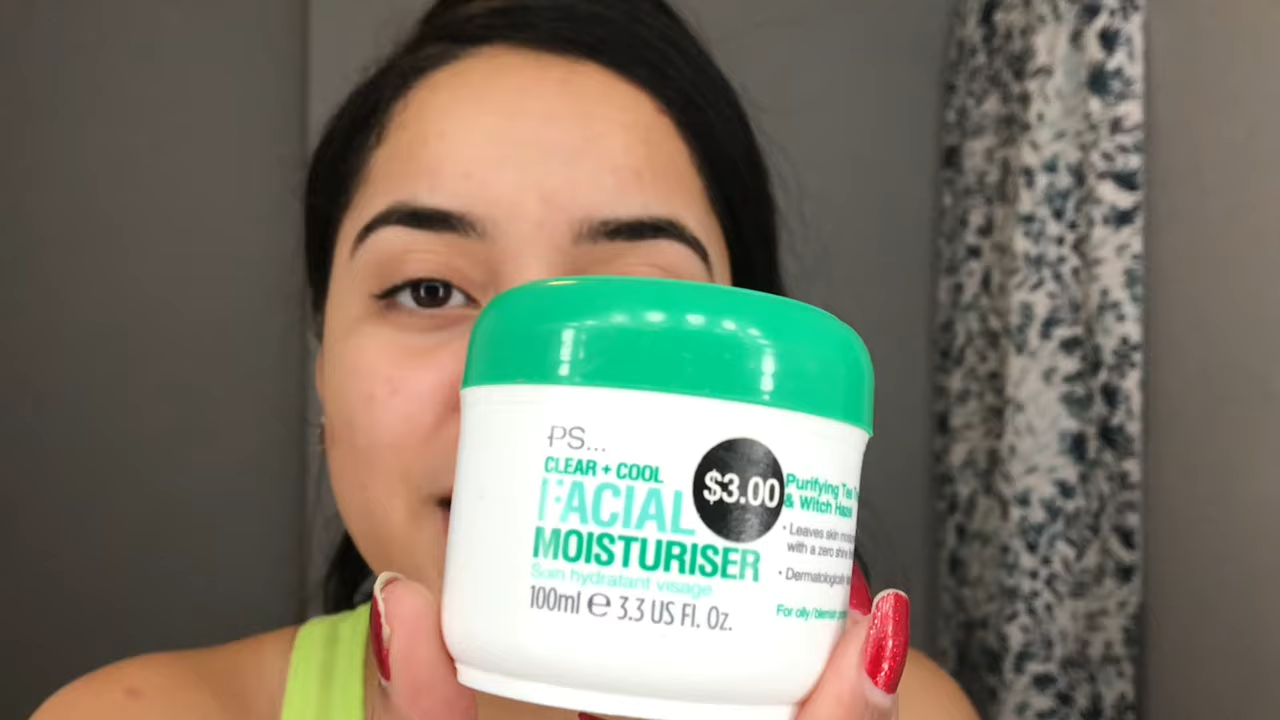 PS...
CLEAR + COOL
FACIAL
MOISTURISER
Soin hydratant visage
100ml e 3.3 US Fl. Oz.
$3.00
Purifying
& Witch Hazel
• Leaves skin
with a zero shine
• Dermatologically
For oily/blemish